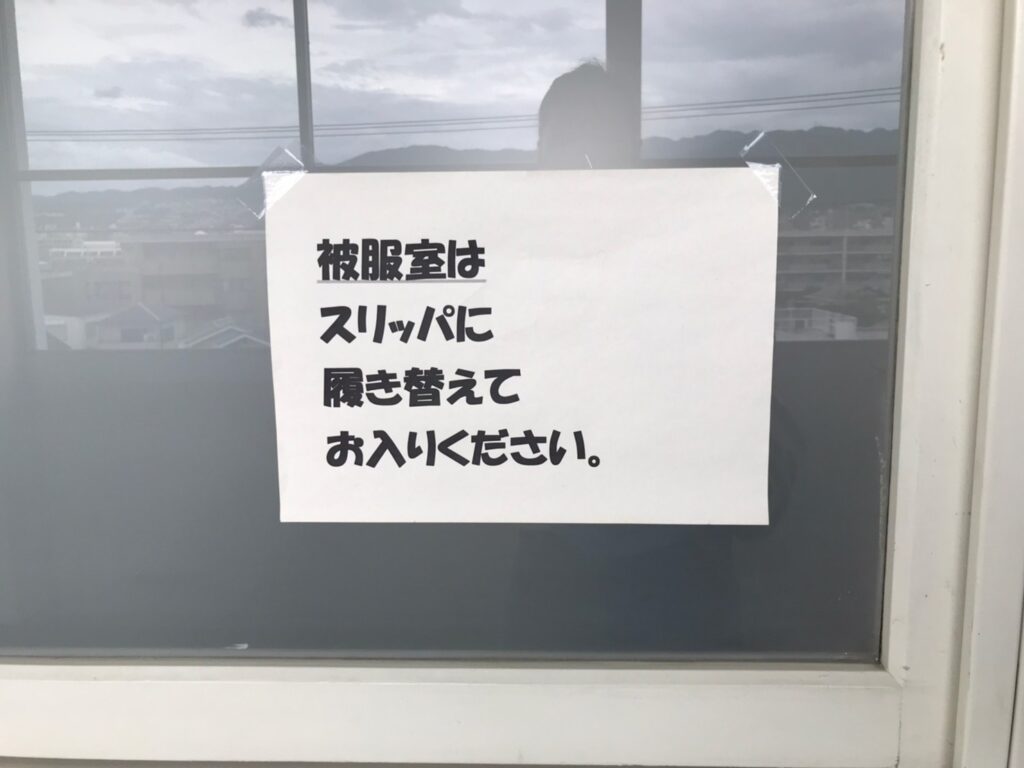 被服室は
スリッパに
履き替えて
お入りください。